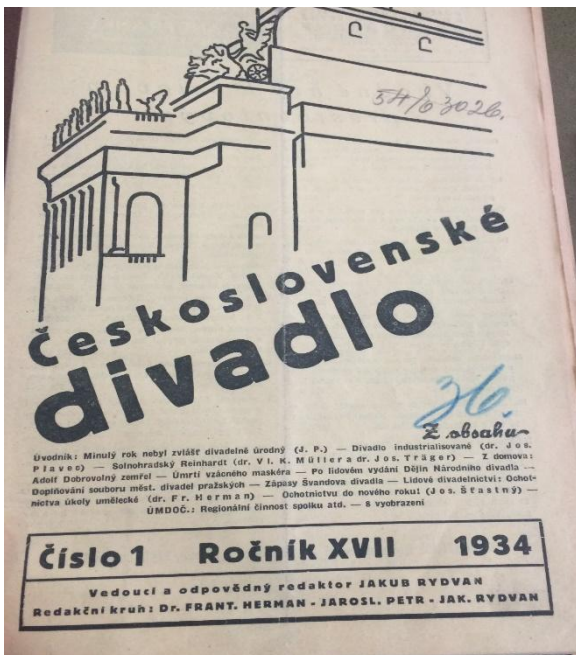 54/6 3026.
Československé
divadlo
36.
Z obsahu
Úvodník: Minulý rok nebyl zvlášť divadelně úrodný (J. P.) — Divadlo industrialisované (dr. Jos.
Plavec) — Solnohradský Reinhardt (dr. Vl. K. Müllera dr. Jos. Träger) — Z domova:
Adolf Dobrovolný zemřel — Úmrtí vzácného maskéra — Po lidovém vydání Dějin Národního divadla —
Doplňování souboru měst. divadel pražských — Zápasy Švandova divadla — Lidové divadelnictví: Ochot-
nictva úkoly umělecké (dr. Fr. Herman) — Ochotnictvu do nového roku! (Jos. Šťastný) —
ÚMDOČ.: Regionální činnost spolku atd. — 8 vyobrazení
Číslo 1 Ročník XVII 1934
Vedoucí a odpovědný redaktor JAKUB RYDVAN
Redakční kruh: Dr. FRANT. HERMAN - JAROSL. PETR - JAK. RYDVAN